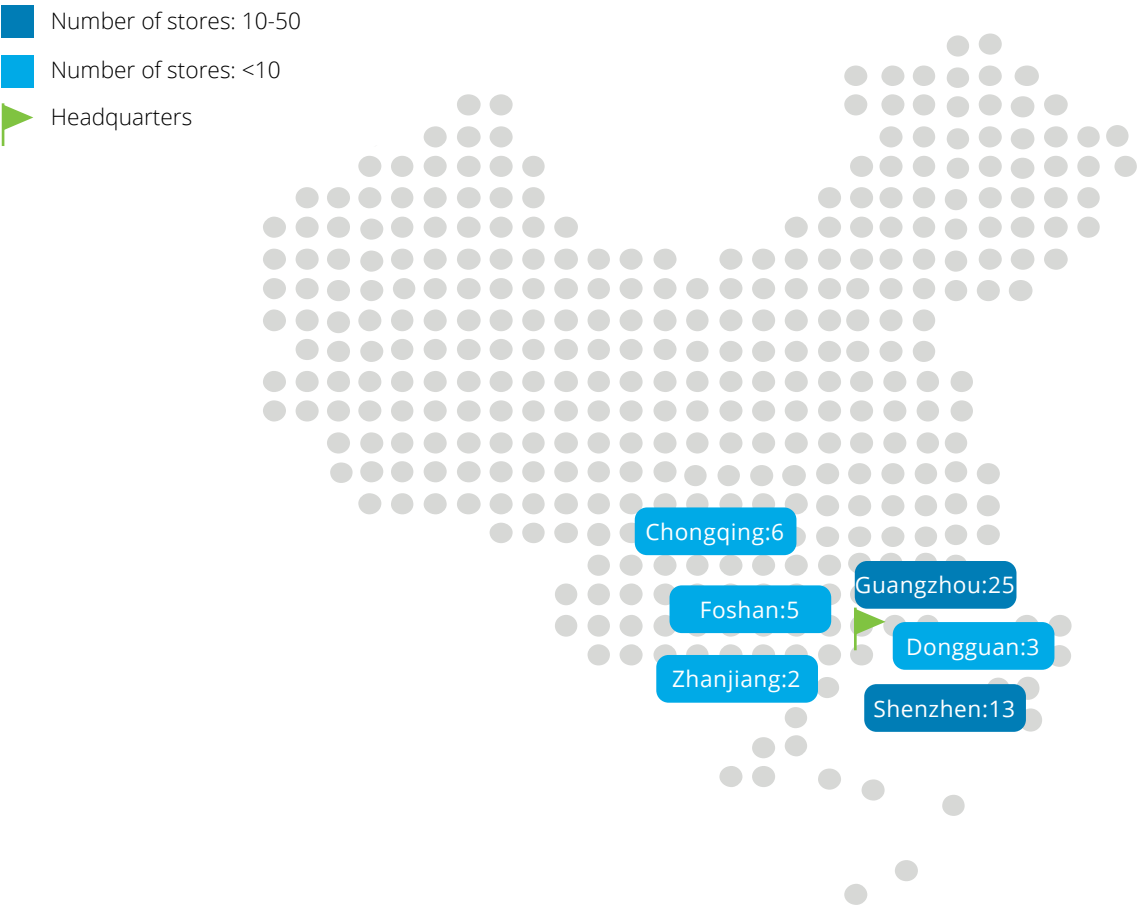 Number of stores: 10-50
Number of stores: <10
Headquarters
Chongqing:6
Guangzhou:25
Foshan:5
Dongguan:3
Zhanjiang:2
Shenzhen:13